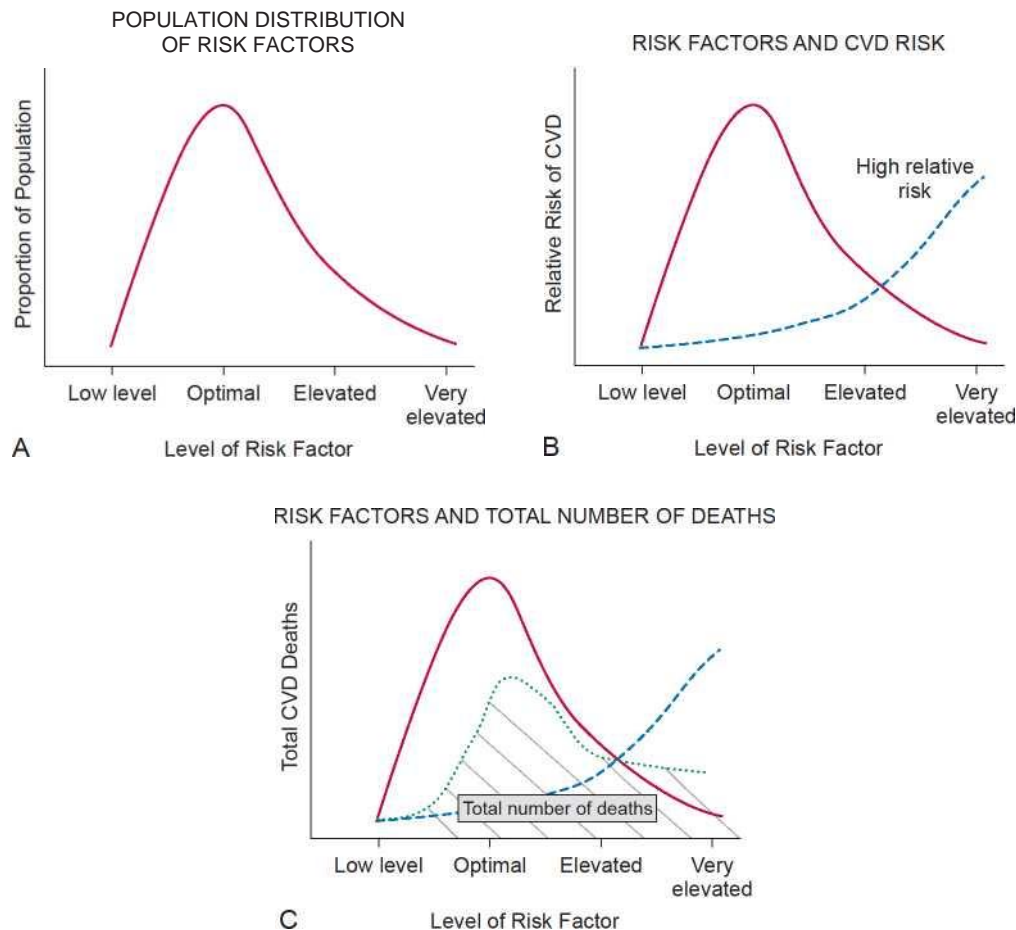 POPULATION DISTRIBUTION
OF RISK FACTORS
Proportion of Population
Low level
Optimal
Elevated
Very
elevated
A
Level of Risk Factor
RISK FACTORS AND CVD RISK
Relative Risk of CVD
High relative
risk
Low level
Optimal
Elevated
Very
elevated
B
Level of Risk Factor
RISK FACTORS AND TOTAL NUMBER OF DEATHS
Total CVD Deaths
Total number of deaths
Low level
Optimal
Elevated
Very
elevated
C
Level of Risk Factor